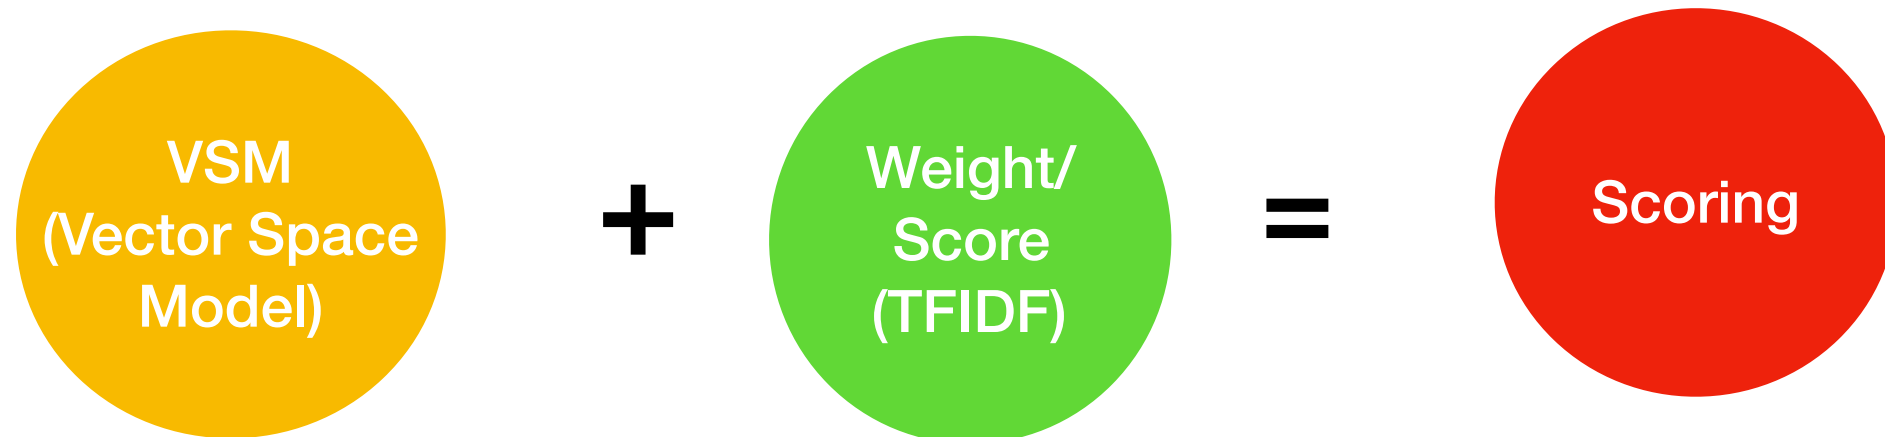 VSM
(Vector Space
Model)
+
Weight/
Score
(TFIDF)
=
Scoring